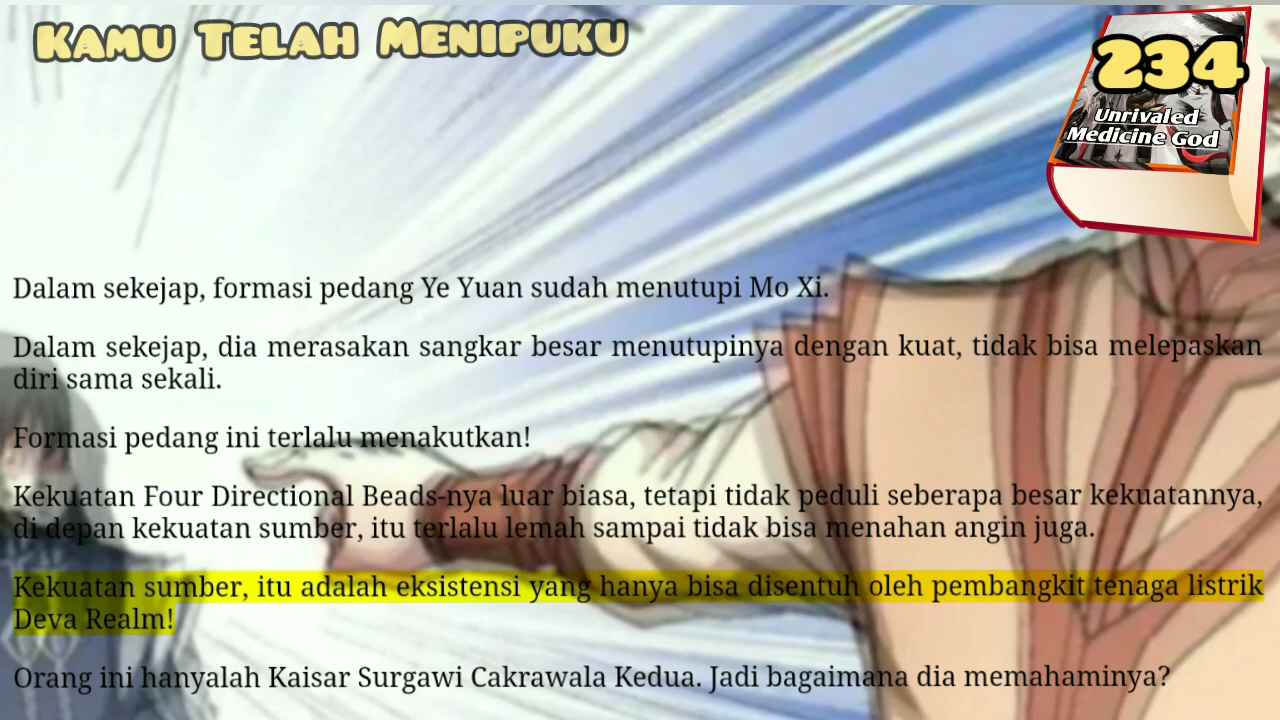 Kamu Telah Menipuku
234
Unrivaled
Medicine God
Dalam sekejap, formasi pedang Ye Yuan sudah menutupi Mo Xi.
Dalam sekejap, dia merasakan sangkar besar menutupinya dengan kuat, tidak bisa melepaskan
diri sama sekali.
Formasi pedang ini terlalu menakutkan!
Kekuatan Four Directional Beads-nya luar biasa, tetapi tidak peduli seberapa besar kekuatannya,
di depan kekuatan sumber, itu terlalu lemah sampai tidak bisa menahan angin juga.
Kekuatan sumber, itu adalah eksistensi yang hanya bisa disentuh oleh pembangkit tenaga listrik
Deva Realm!
Orang ini hanyalah Kaisar Surgawi Cakrawala Kedua. Jadi bagaimana dia memahaminya?